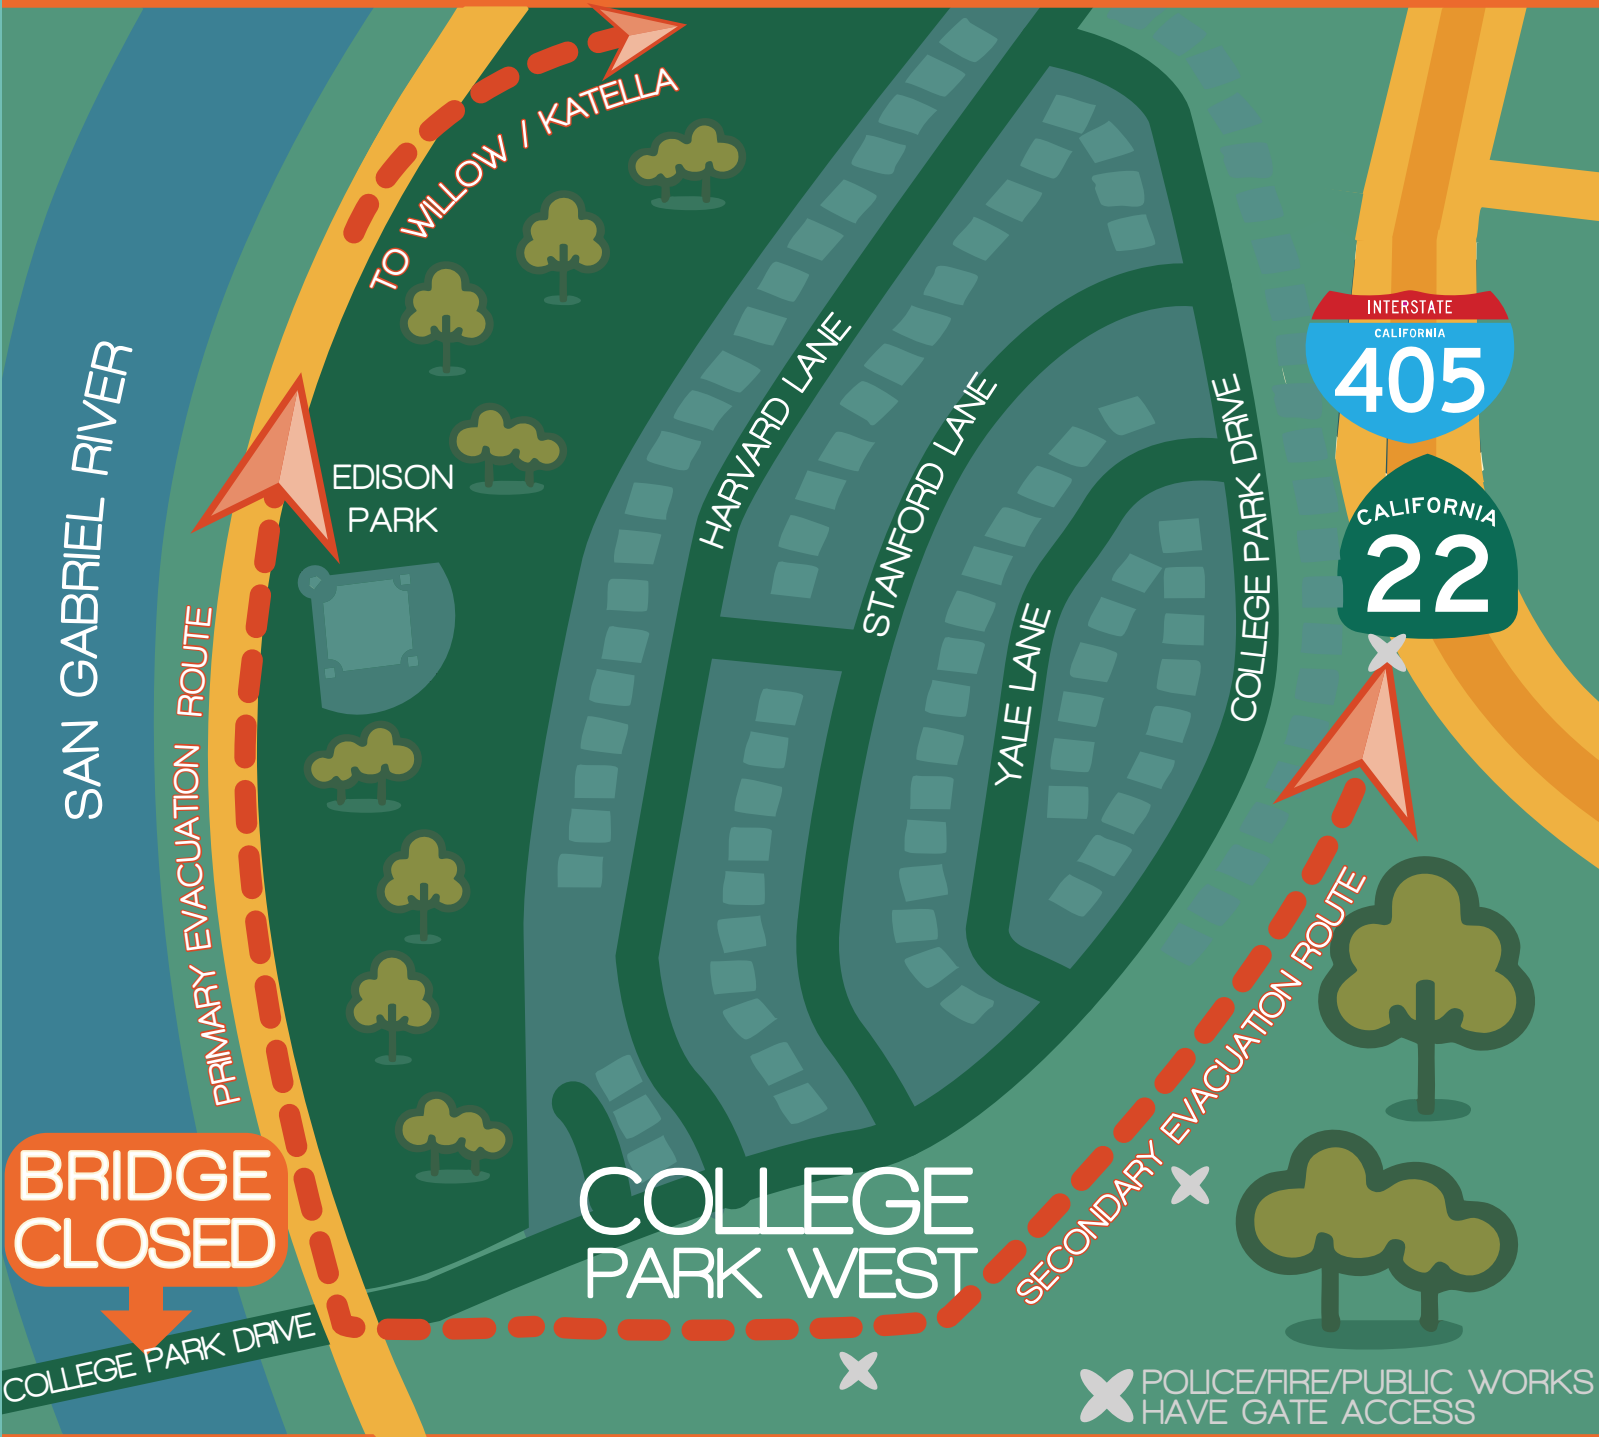 TO WILLOW / KATELLA
INTERSTATE
CALIFORNIA
405
CALIFORNIA
22
SAN GABRIEL RIVER
EDISON
PARK
HARVARD LANE
STANFORD LANE
YALE LANE
COLLEGE PARK DRIVE
PRIMARY EVACUATION ROUTE
SECONDARY EVACUATION ROUTE
BRIDGE
CLOSED
COLLEGE PARK DRIVE
COLLEGE
PARK WEST
POLICE/FIRE/PUBLIC WORKS
HAVE GATE ACCESS